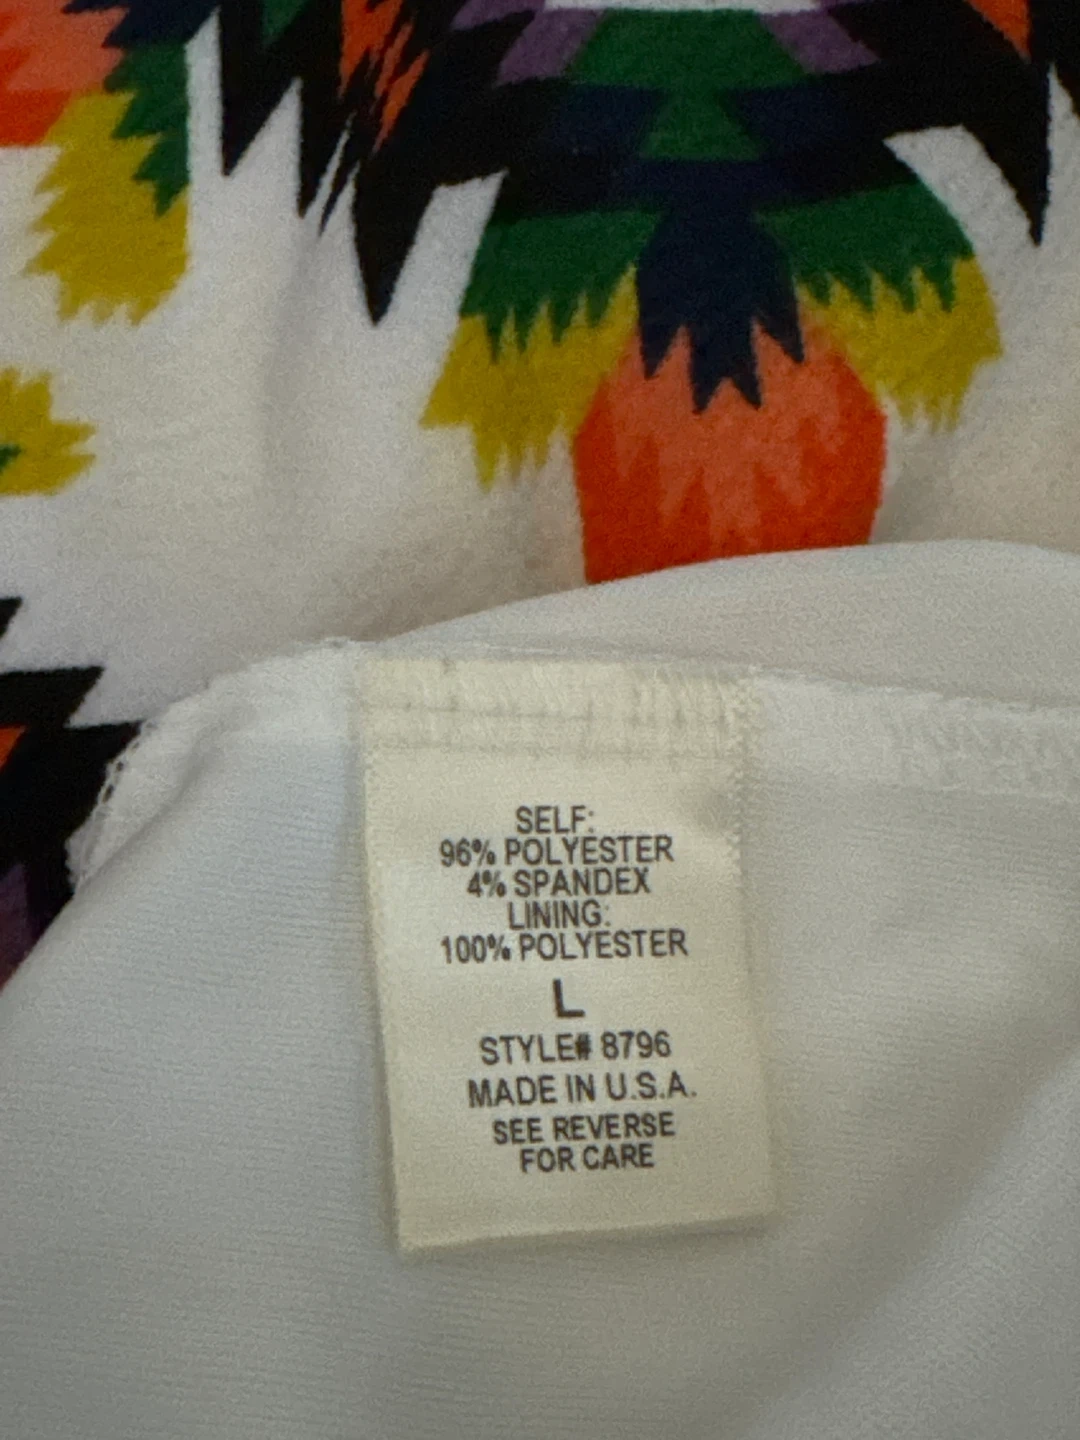 SELF:
96% POLYESTER
4% SPANDEX
LINING:
100% POLYESTER
L
STYLE# 8796
MADE IN U.S.A.
SEE REVERSE
FOR CARE